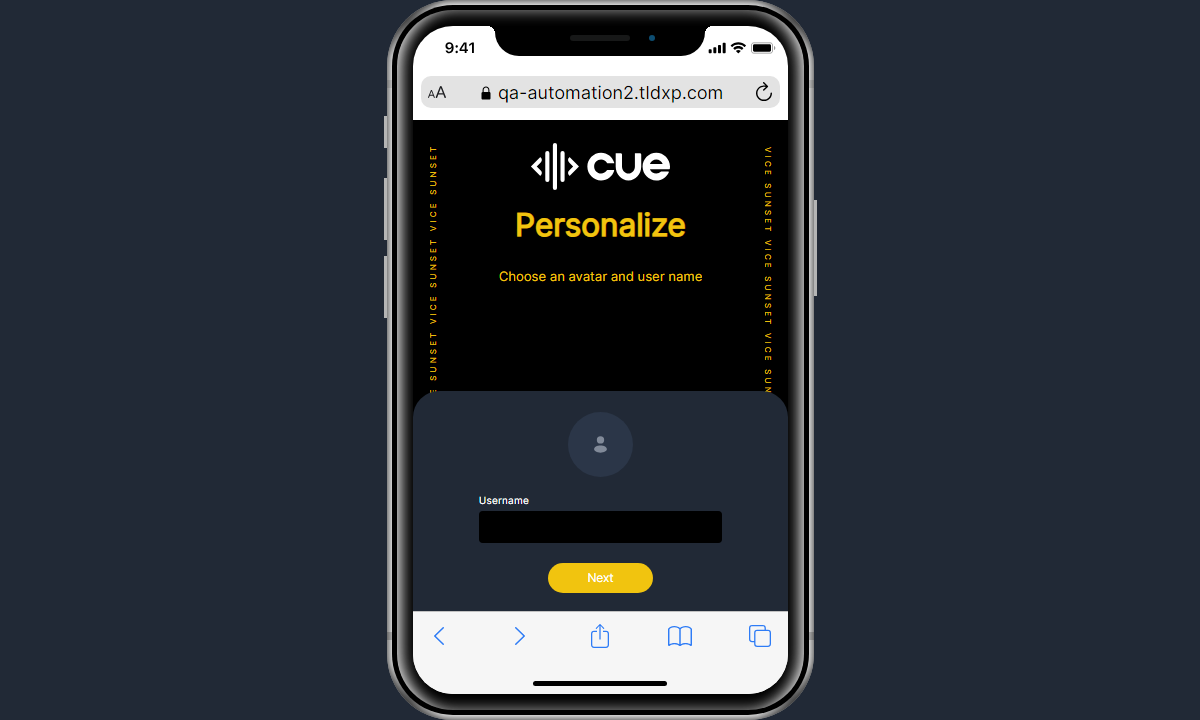 9:41
AA qa-automation2.tldxp.com
cue
Personalize
Choose an avatar and user name
SUNSET VICE SUNSET VICE SUNSET
VICE SUNSET VICE SUNSET VICE
Username
Next